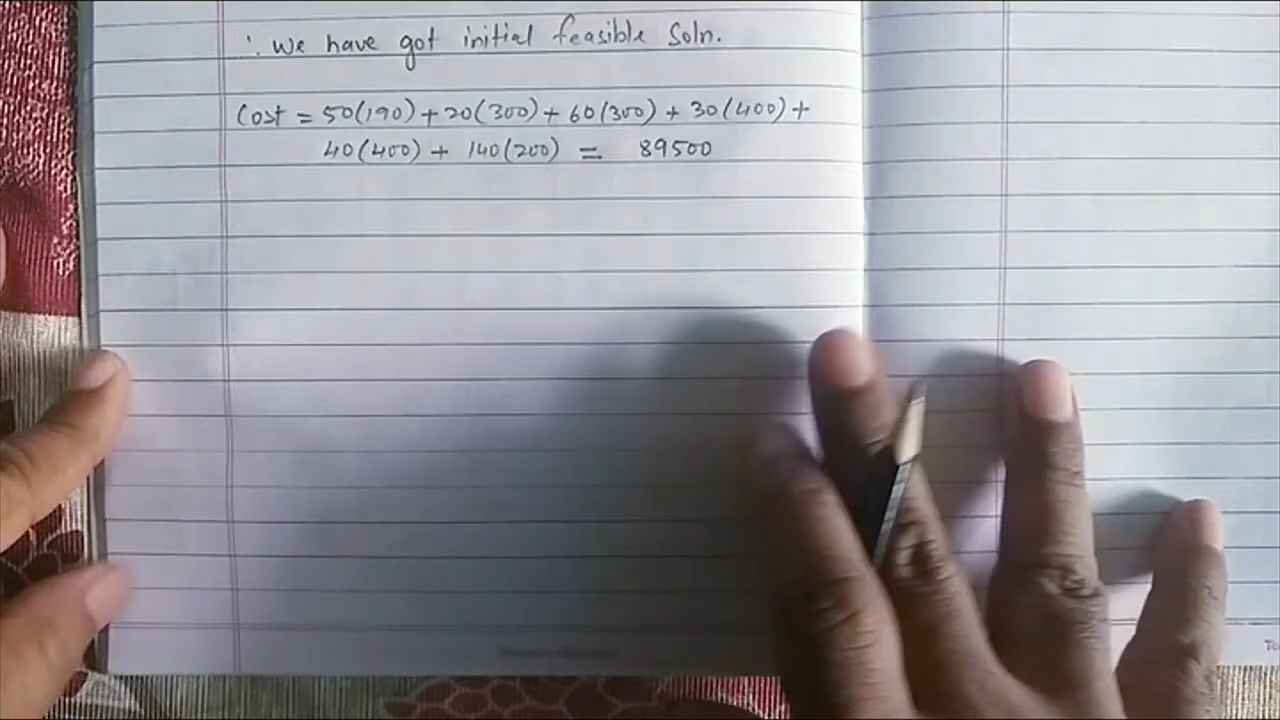 ∴ We have got initial feasible Soln.
Cost = 50(190) + 20(300) + 60(300) + 30(400) +
40(400) + 140(200) = 89500